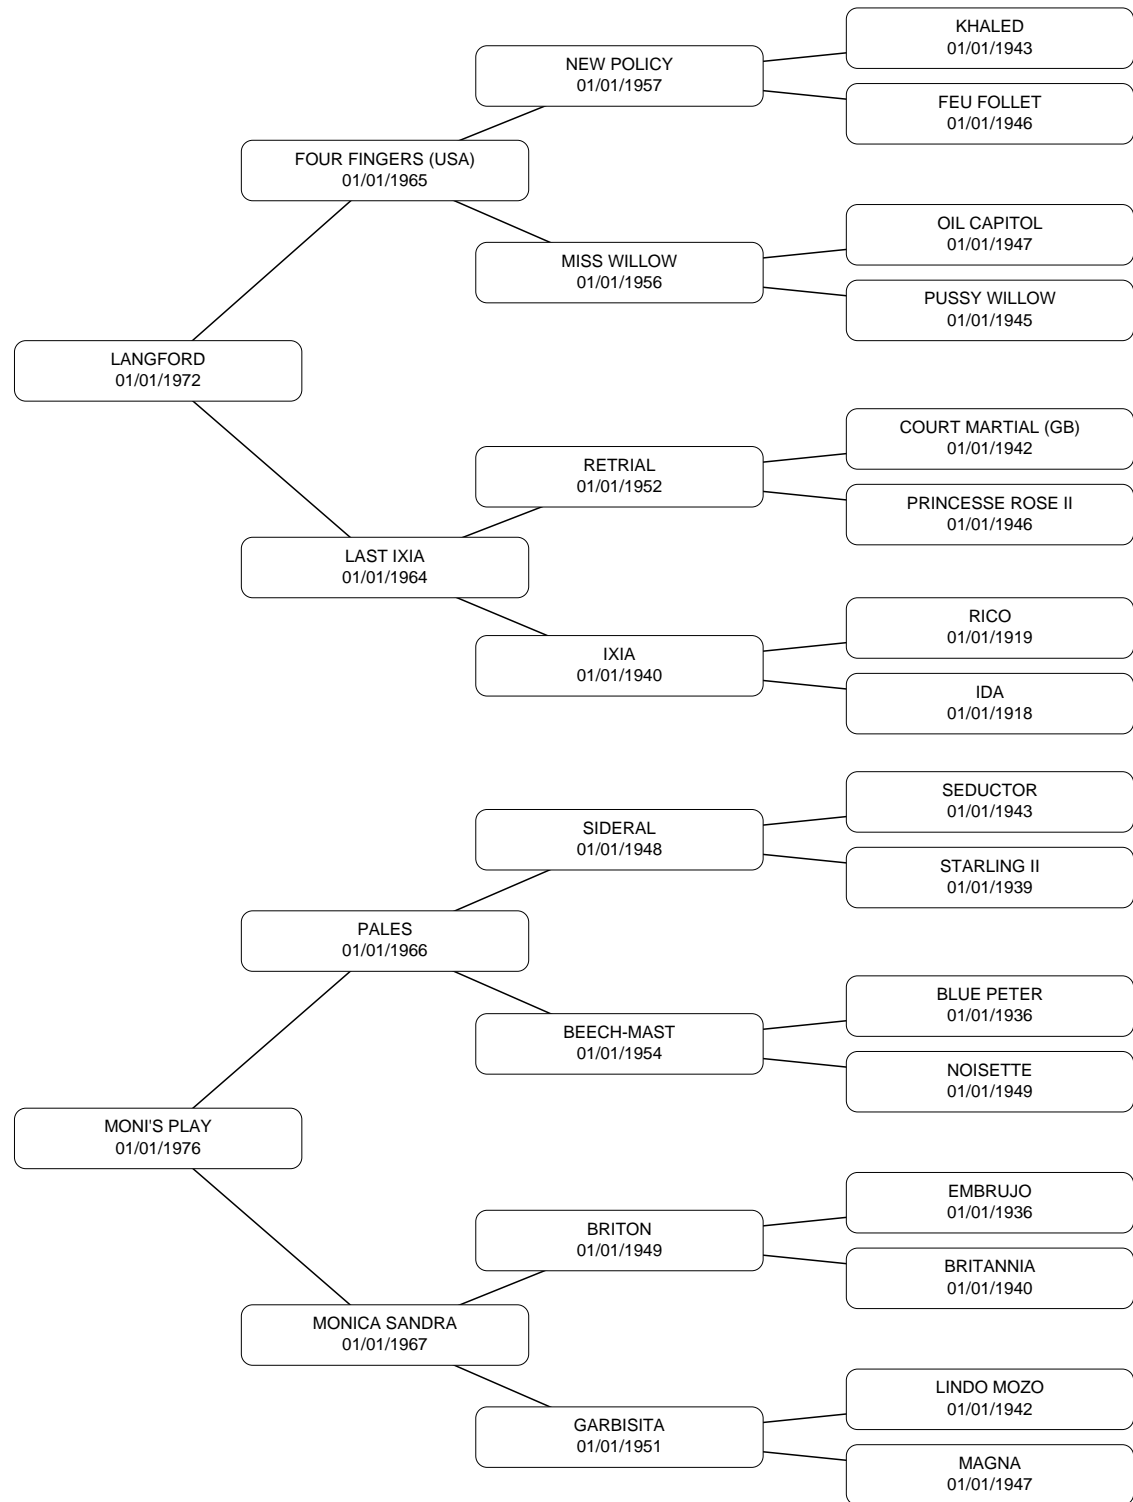 KHALED
01/01/1943
NEW POLICY
01/01/1957
FEU FOLLET
01/01/1946
FOUR FINGERS (USA)
01/01/1965
OIL CAPITOL
01/01/1947
MISS WILLOW
01/01/1956
PUSSY WILLOW
01/01/1945
LANGFORD
01/01/1972
COURT MARTIAL (GB)
01/01/1942
RETRIAL
01/01/1952
PRINCESSE ROSE II
01/01/1946
LAST IXIA
01/01/1964
RICO
01/01/1919
IXIA
01/01/1940
IDA
01/01/1918
SEDUCTOR
01/01/1943
SIDERAL
01/01/1948
STARLING II
01/01/1939
PALES
01/01/1966
BLUE PETER
01/01/1936
BEECH-MAST
01/01/1954
NOISETTE
01/01/1949
MONI'S PLAY
01/01/1976
EMBRUJO
01/01/1936
BRITON
01/01/1949
BRITANNIA
01/01/1940
MONICA SANDRA
01/01/1967
LINDO MOZO
01/01/1942
GARBISITA
01/01/1951
MAGNA
01/01/1947